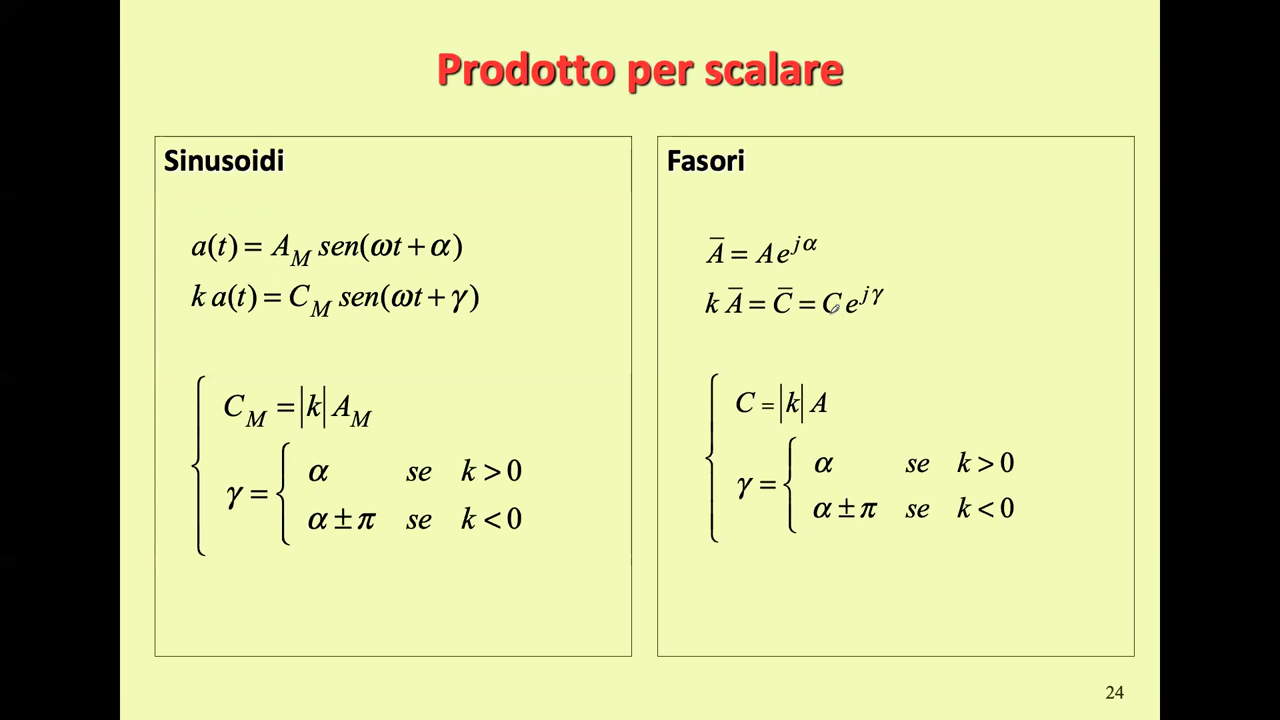 Prodotto per scalare
Sinusoidi
a(t) = A_M sen(ωt + α)
k a(t) = C_M sen(ωt + γ)
C_M = |k| A_M
γ = { α se k > 0
α ± π se k < 0
Fasori
A̅ = A e^{jα}
k A̅ = C̅ = C e^{jγ}
C = |k| A
γ = { α se k > 0
α ± π se k < 0
24